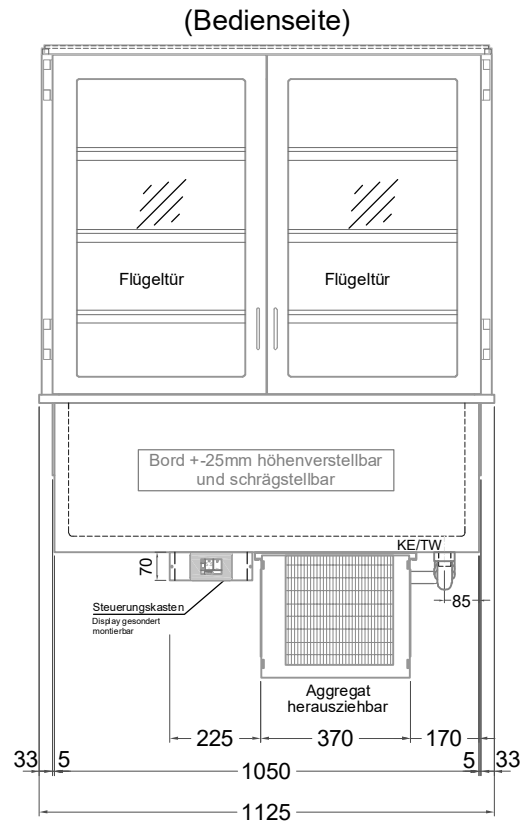 (Bedienseite)
Flügeltür
Flügeltür
Bord +-25mm höhenverstellbar
und schrägstellbar
KE/TW
70
85
Steuerungskasten
Display gesondert
montierbar
Aggregat
herausziehbar
225
370
170
33
5
1050
5
33
1125